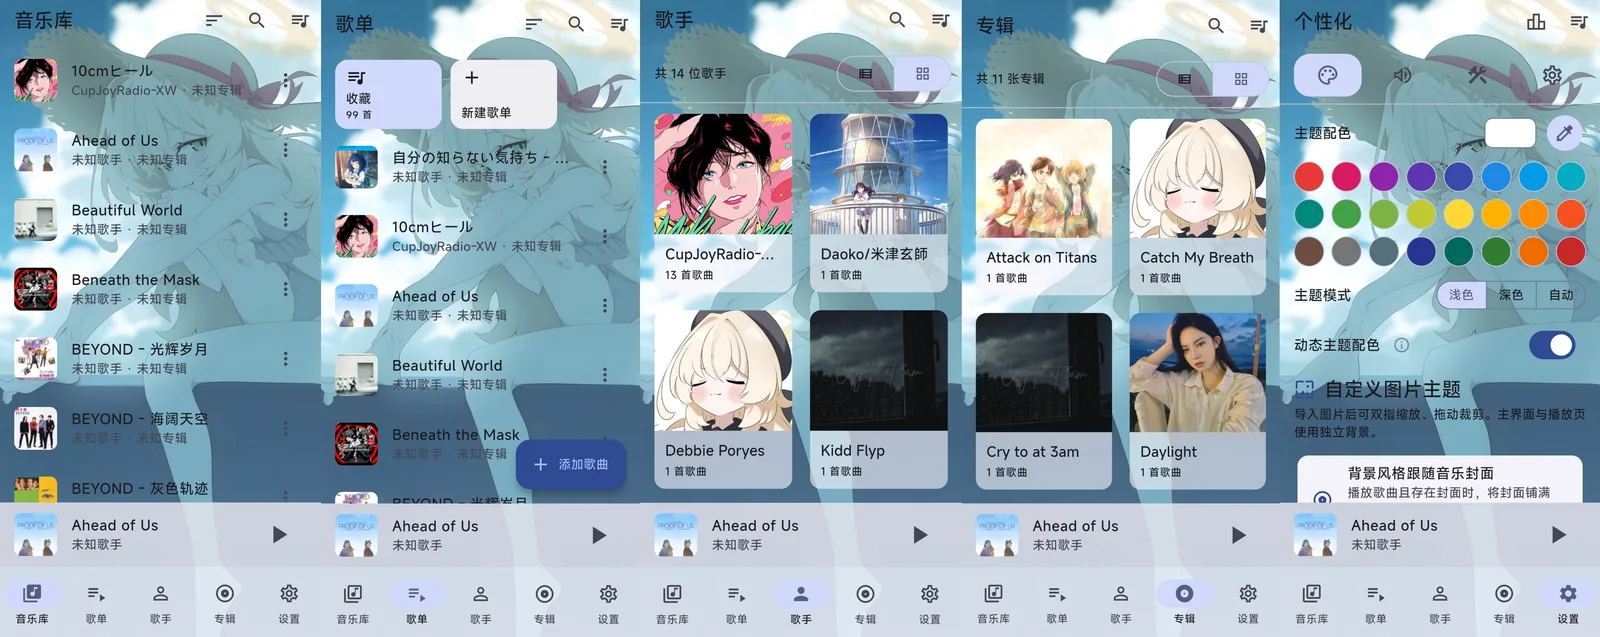 音乐库
10cmヒール
CupJoyRadio-XW · 未知专辑
Ahead of Us
未知歌手 · 未知专辑
Beautiful World
未知歌手 · 未知专辑
Beneath the Mask
未知歌手 · 未知专辑
BEYOND - 光辉岁月
未知歌手 · 未知专辑
BEYOND - 海阔天空
未知歌手 · 未知专辑
BEYOND - 灰色轨迹
Ahead of Us
未知歌手
音乐库
歌单
歌手
专辑
设置
歌单
收藏
99 首
新建歌单
自分の知らない気持ち - ...
未知歌手 · 未知专辑
10cmヒール
CupJoyRadio-XW · 未知专辑
Ahead of Us
未知歌手 · 未知专辑
Beautiful World
未知歌手 · 未知专辑
Beneath the Mask
未知歌手 · 未知专辑
添加歌曲
BEYOND - 光辉岁月
Ahead of Us
未知歌手
音乐库
歌单
歌手
专辑
设置
歌手
共 14 位歌手
CupJoyRadio-...
13 首歌曲
Daoko/米津玄師
1 首歌曲
Debbie Poryes
1 首歌曲
Kidd Flyp
1 首歌曲
Ahead of Us
未知歌手
音乐库
歌单
歌手
专辑
设置
专辑
共 11 张专辑
Attack on Titans
1 首歌曲
Catch My Breath
1 首歌曲
Cry to at 3am
1 首歌曲
Daylight
1 首歌曲
Ahead of Us
未知歌手
音乐库
歌单
歌手
专辑
设置
个性化
主题配色
主题模式
浅色
深色
自动
动态主题配色
自定义图片主题
导入图片后可双指缩放、拖动裁剪。主界面与播放页
使用独立背景。
背景风格跟随音乐封面
播放歌曲且存在封面时，将封面铺满
Ahead of Us
未知歌手
音乐库
歌单
歌手
专辑
设置